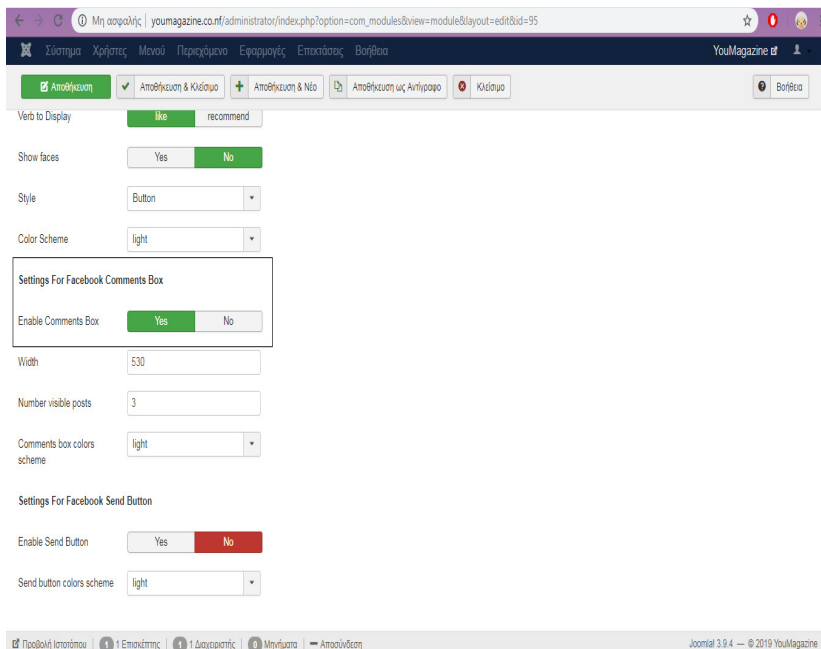 Μη ασφαλής | youmagazine.co.nf/administrator/index.php?option=com_modules&view=module&layout=edit&id=95
Σύστημα Χρήστες Μενού Περιεχόμενο Εφαρμογές Επεκτάσεις Βοήθεια YouMagazine
Αποθήκευση Αποθήκευση & Κλείσιμο Αποθήκευση & Νέο Αποθήκευση ως Αντίγραφο Κλείσιμο Βοήθεια
Verb to Display like recommend
Show faces Yes No
Style Button
Color Scheme light
Settings For Facebook Comments Box
Enable Comments Box Yes No
Width 530
Number visible posts 3
Comments box colors light
scheme
Settings For Facebook Send Button
Enable Send Button Yes No
Send button colors scheme light
Προβολή Ιστοτόπου | 1 1 Επισκέπτης | 1 1 Διαχειριστής | 0 Μηνύματα | Αποσύνδεση Joomla! 3.9.4 — © 2019 YouMagazine